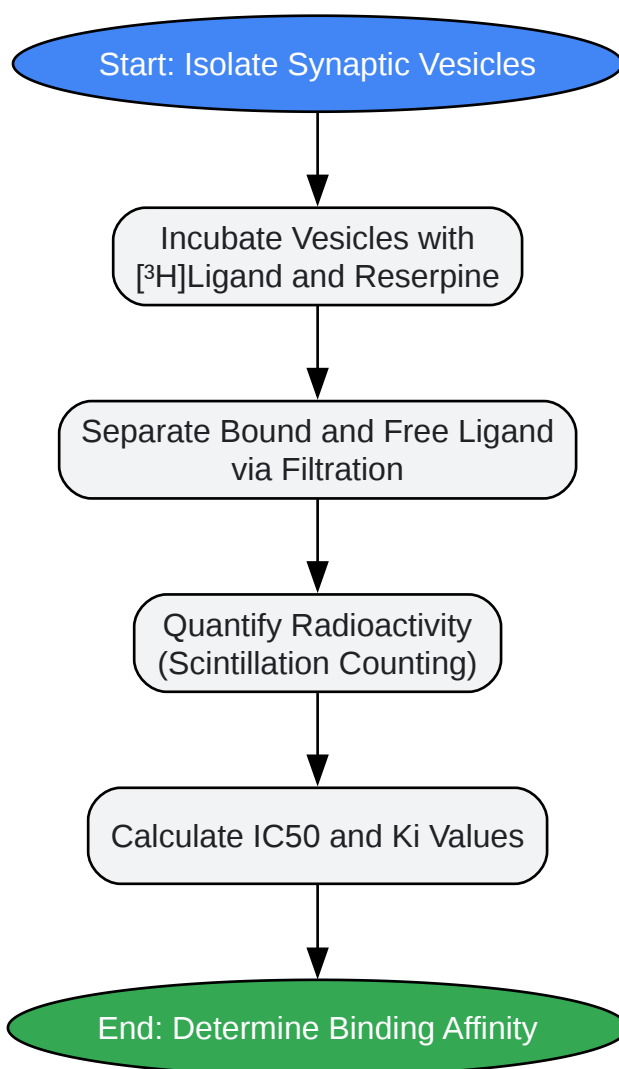 Start: Isolate Synaptic Vesicles
Incubate Vesicles with
[³H]Ligand and Reserpine
Separate Bound and Free Ligand
via Filtration
Quantify Radioactivity
(Scintillation Counting)
Calculate IC50 and Ki Values
End: Determine Binding Affinity